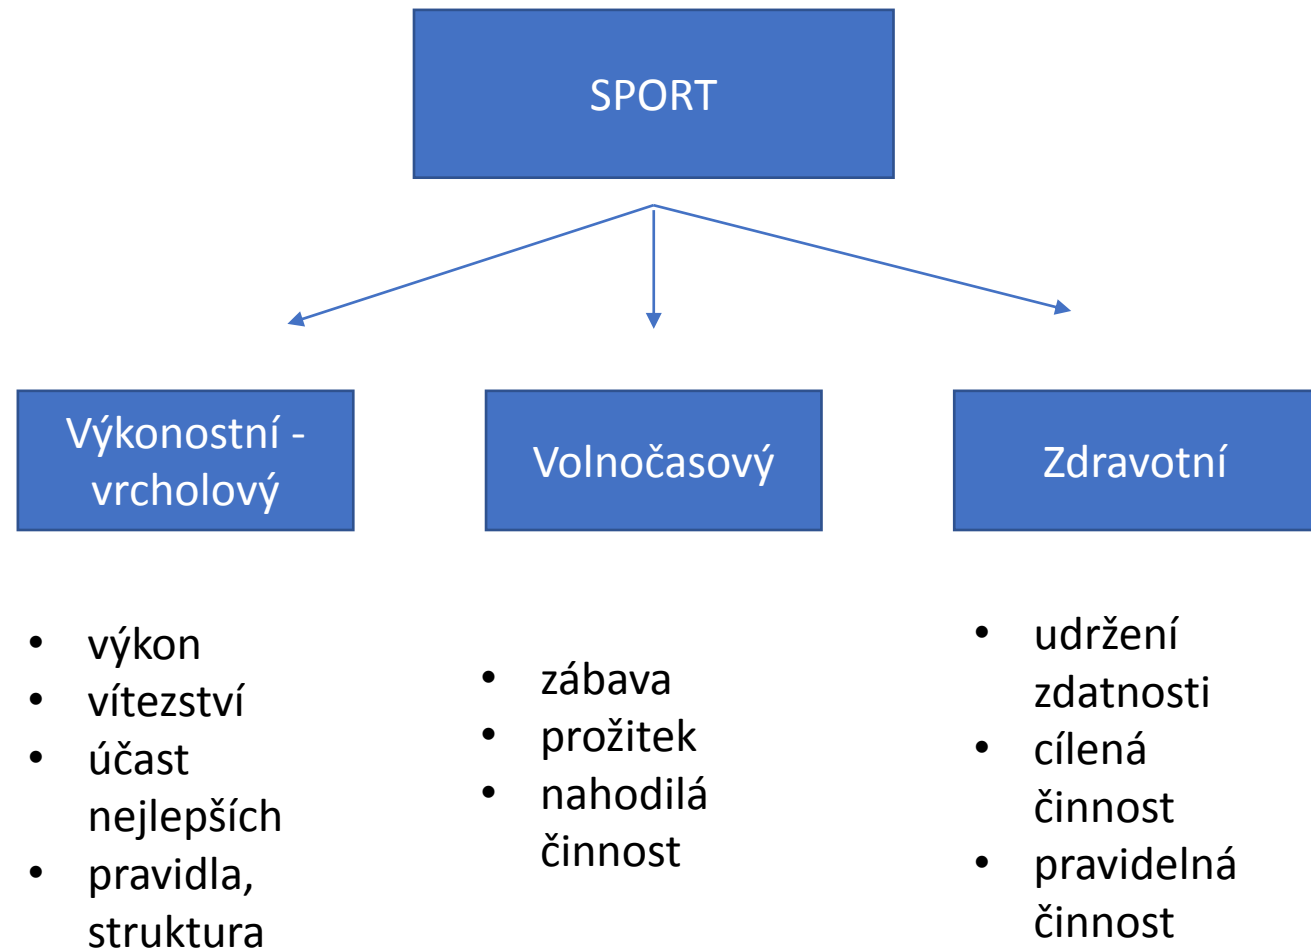 SPORT
Výkonostní -
vrcholový
Volnočasový
Zdravotní
• výkon
• vítezství
• účast
nejlepších
• pravidla,
struktura
• zábava
• prožitek
• nahodilá
činnost
• udržení
zdatnosti
• cílená
činnost
• pravidelná
činnost